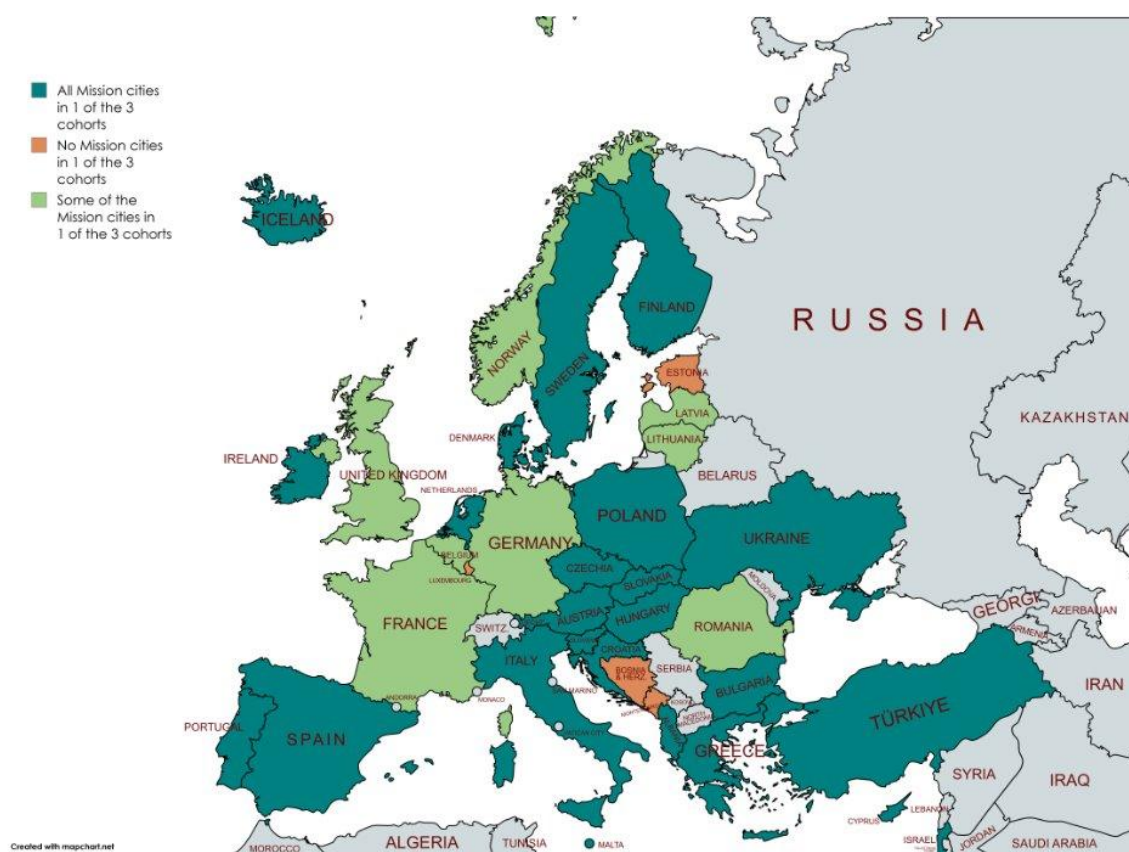 All Mission cities
in 1 of the 3
cohorts
No Mission cities
in 1 of the 3
cohorts
Some of the
Mission cities in
1 of the 3 cohorts
ICELAND
RUSSIA
FINLAND
NORWAY
SWEDEN
ESTONIA
LATVIA
LITHUANIA
KAZAKHSTAN
DENMARK
IRELAND
UNITED KINGDOM
BELARUS
NETHERLANDS
POLAND
GERMANY
UKRAINE
BELGIUM
LUXEMBOURG
CZECHIA
SLOVAKIA
MOLDOVA
AUSTRIA
HUNGARY
FRANCE
SWITZ.
ROMANIA
GEORGI
AZERBAIJAN
ARMENIA
CROATIA
ITALY
BOSNIA
& HERZ.
SERBIA
SAN MARINO
MONACO
ANDORRA
KOSOVO
BULGARIA
NORTH
MACEDONIA
VATICAN CITY
PORTUGAL
SPAIN
GREECE
TÜRKIYE
IRAN
SYRIA
IRAQ
CYPRUS
LEBANON
ISRAEL
JORDAN
SAUDI ARABIA
MALTA
MOROCCO
ALGERIA
TUNISIA
Created with mapchart.net